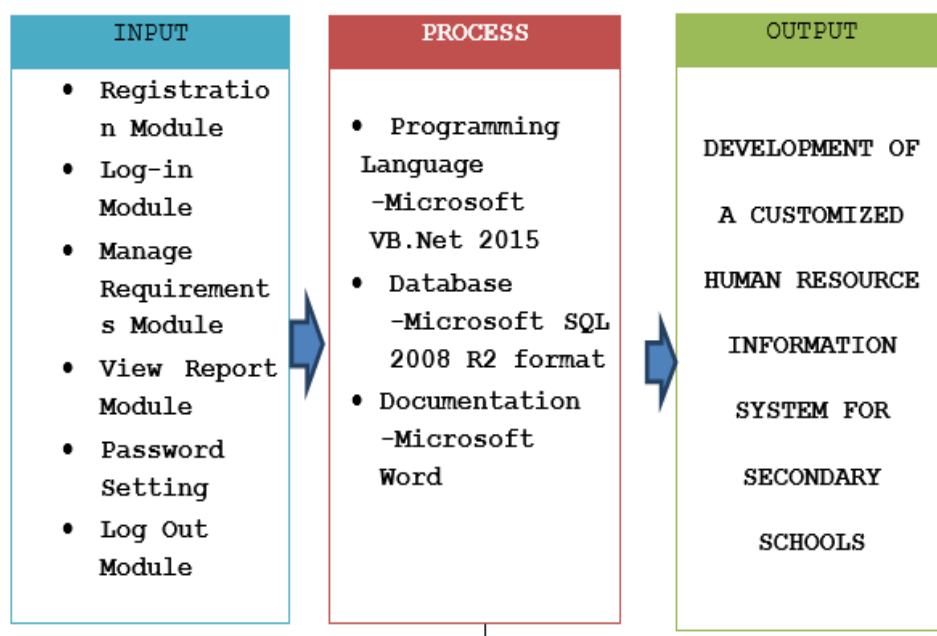 INPUT
• Registratio
n Module
• Log-in
Module
• Manage
Requirement
s Module
• View Report
Module
• Password
Setting
• Log Out
Module
PROCESS
• Programming
Language
-Microsoft
VB.Net 2015
• Database
-Microsoft SQL
2008 R2 format
• Documentation
-Microsoft
Word
OUTPUT
DEVELOPMENT OF
A CUSTOMIZED
HUMAN RESOURCE
INFORMATION
SYSTEM FOR
SECONDARY
SCHOOLS